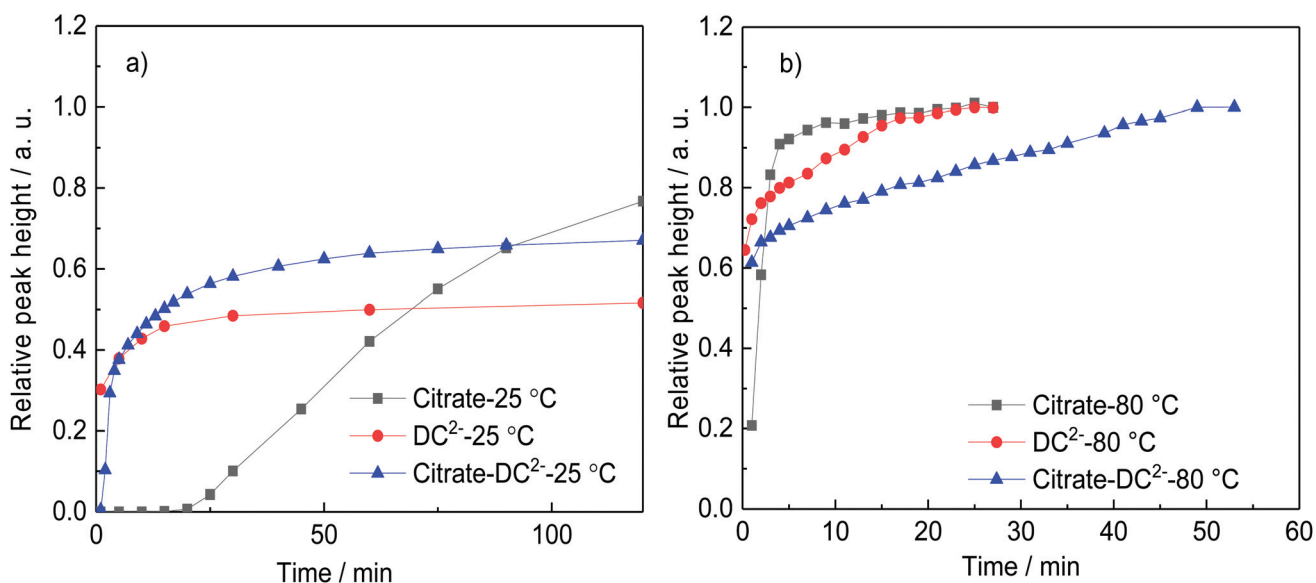 a)
Relative peak height / a. u.
1.2
1.0
0.8
0.6
0.4
0.2
0.0
0
50
100
Time / min
Citrate-25 °C
DC²⁻-25 °C
Citrate-DC²⁻-25 °C
b)
Relative peak height / a. u.
1.2
1.0
0.8
0.6
0.4
0.2
0.0
0
10
20
30
40
50
60
Time / min
Citrate-80 °C
DC²⁻-80 °C
Citrate-DC²⁻-80 °C